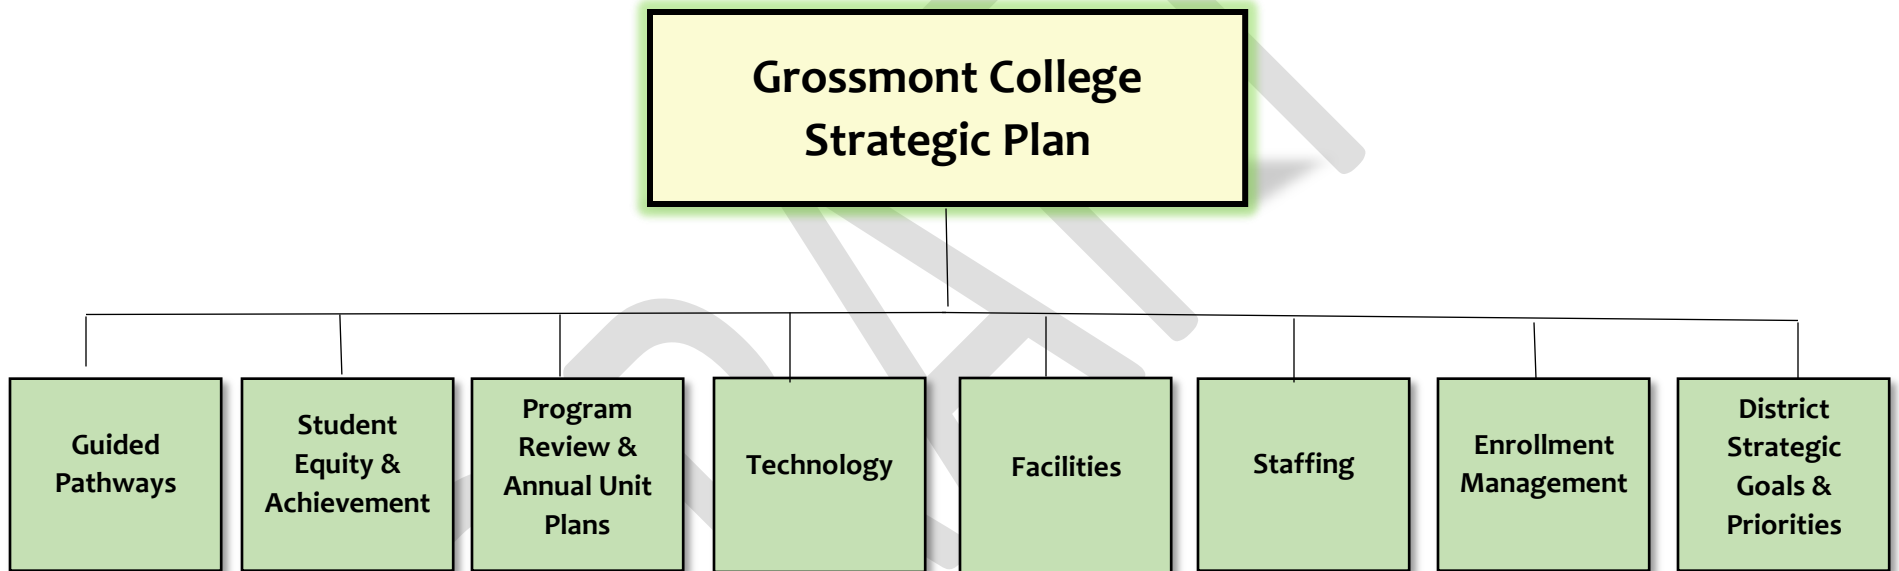 Grossmont College
Strategic Plan
Guided
Pathways
Student
Equity &
Achievement
Program
Review &
Annual Unit
Plans
Technology
Facilities
Staffing
Enrollment
Management
District
Strategic
Goals &
Priorities